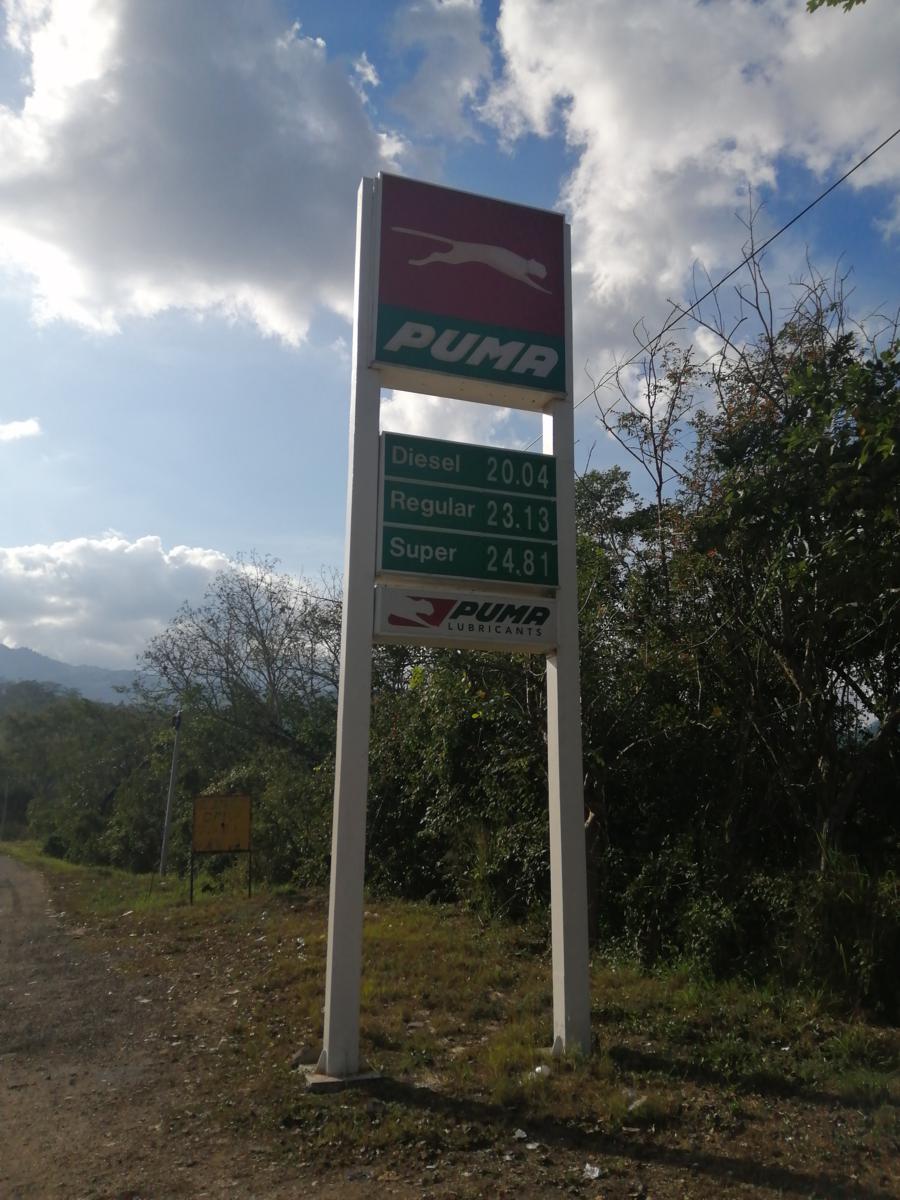 PUMA
Diesel 20.04
Regular 23.13
Super 24.81
PUMA
LUBRICANTS